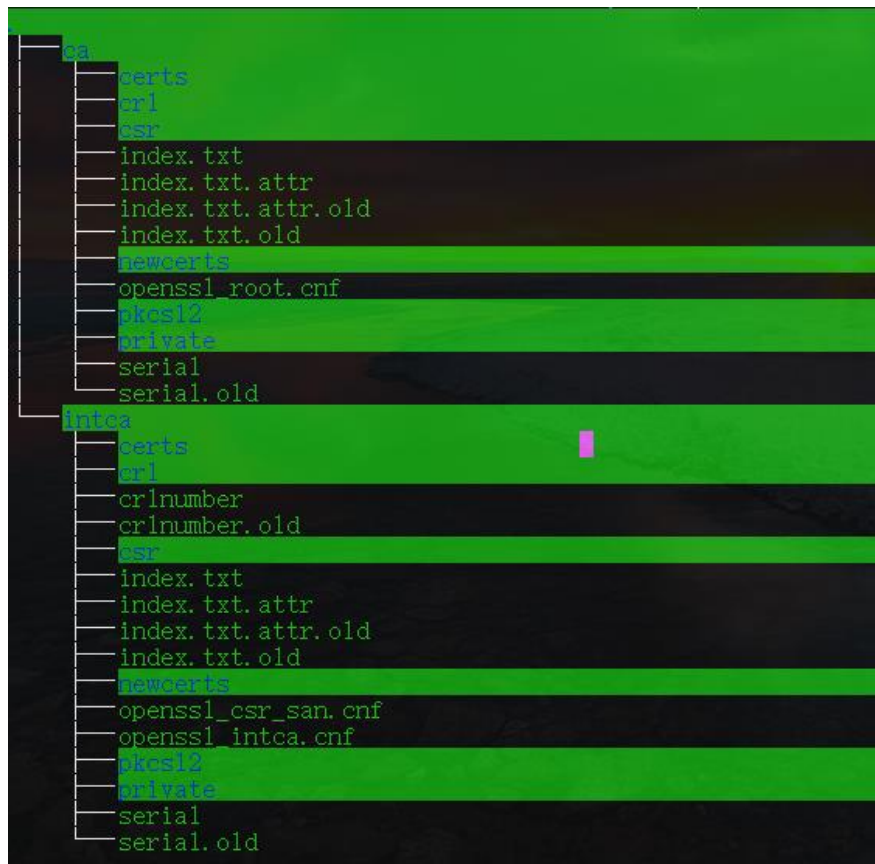 .
ca
certs
crl
csr
index.txt
index.txt.attr
index.txt.attr.old
index.txt.old
newcerts
openssl_root.cnf
pkcs12
private
serial
serial.old
intca
certs
crl
crlnumber
crlnumber.old
csr
index.txt
index.txt.attr
index.txt.attr.old
index.txt.old
newcerts
openssl_csr_san.cnf
openssl_intca.cnf
pkcs12
private
serial
serial.old